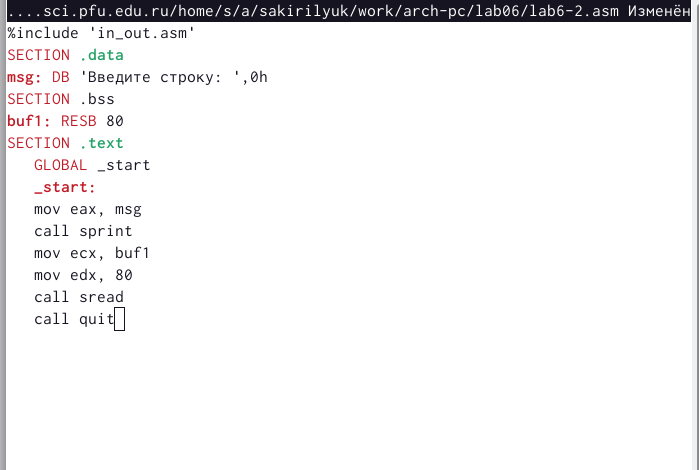 ....sci.pfu.edu.ru/home/s/a/sakirilyuk/work/arch-pc/lab06/lab6-2.asm Изменён
%include 'in_out.asm'
SECTION .data
msg: DB 'Введите строку: ',0h
SECTION .bss
buf1: RESB 80
SECTION .text
GLOBAL _start
_start:
mov eax, msg
call sprint
mov ecx, buf1
mov edx, 80
call sread
call quit